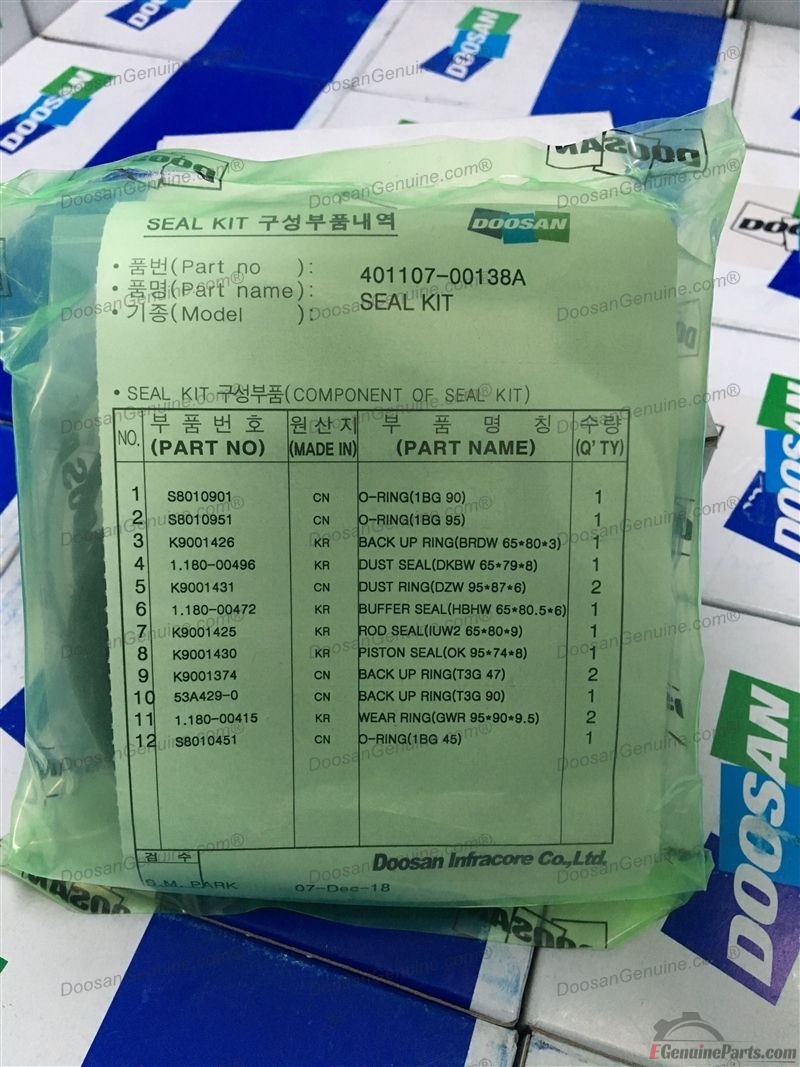 DOOSAN
DOOSAN
DOOSAN
DOOSAN
DOOSAN
SEAL KIT 구성부품내역 DOOSAN
• 품번(Part no ): 401107-00138A
• 품명(Part name): SEAL KIT
• 기종(Model ):
• SEAL KIT 구성부품(COMPONENT OF SEAL KIT)
NO. 부품번호 (PART NO) 원산지 (MADE IN) 부품명칭 (PART NAME) 수량 (Q'TY)
1 S8010901 CN O-RING(1BG 90) 1
2 S8010951 CN O-RING(1BG 95) 1
3 K9001426 KR BACK UP RING(BRDW 65*80*3) 1
4 1.180-00496 KR DUST SEAL(DKBW 65*79*8) 1
5 K9001431 CN DUST RING(DZW 95*87*6) 2
6 1.180-00472 KR BUFFER SEAL(HBHW 65*80.5*6) 1
7 K9001425 KR ROD SEAL(IUW2 65*80*9) 1
8 K9001430 KR PISTON SEAL(OK 95*74*8) 1
9 K9001374 CN BACK UP RING(T3G 47) 2
10 53A429-0 CN BACK UP RING(T3G 90) 1
11 1.180-00415 KR WEAR RING(GWR 95*90*9.5) 2
12 S8010451 CN O-RING(1BG 45) 1
검 수 Doosan Infracore Co.,Ltd.
S.M. PARK 07-Dec-18
DOOSAN
DOOSAN
DoosanGenuine.com®
EGenuineParts.com